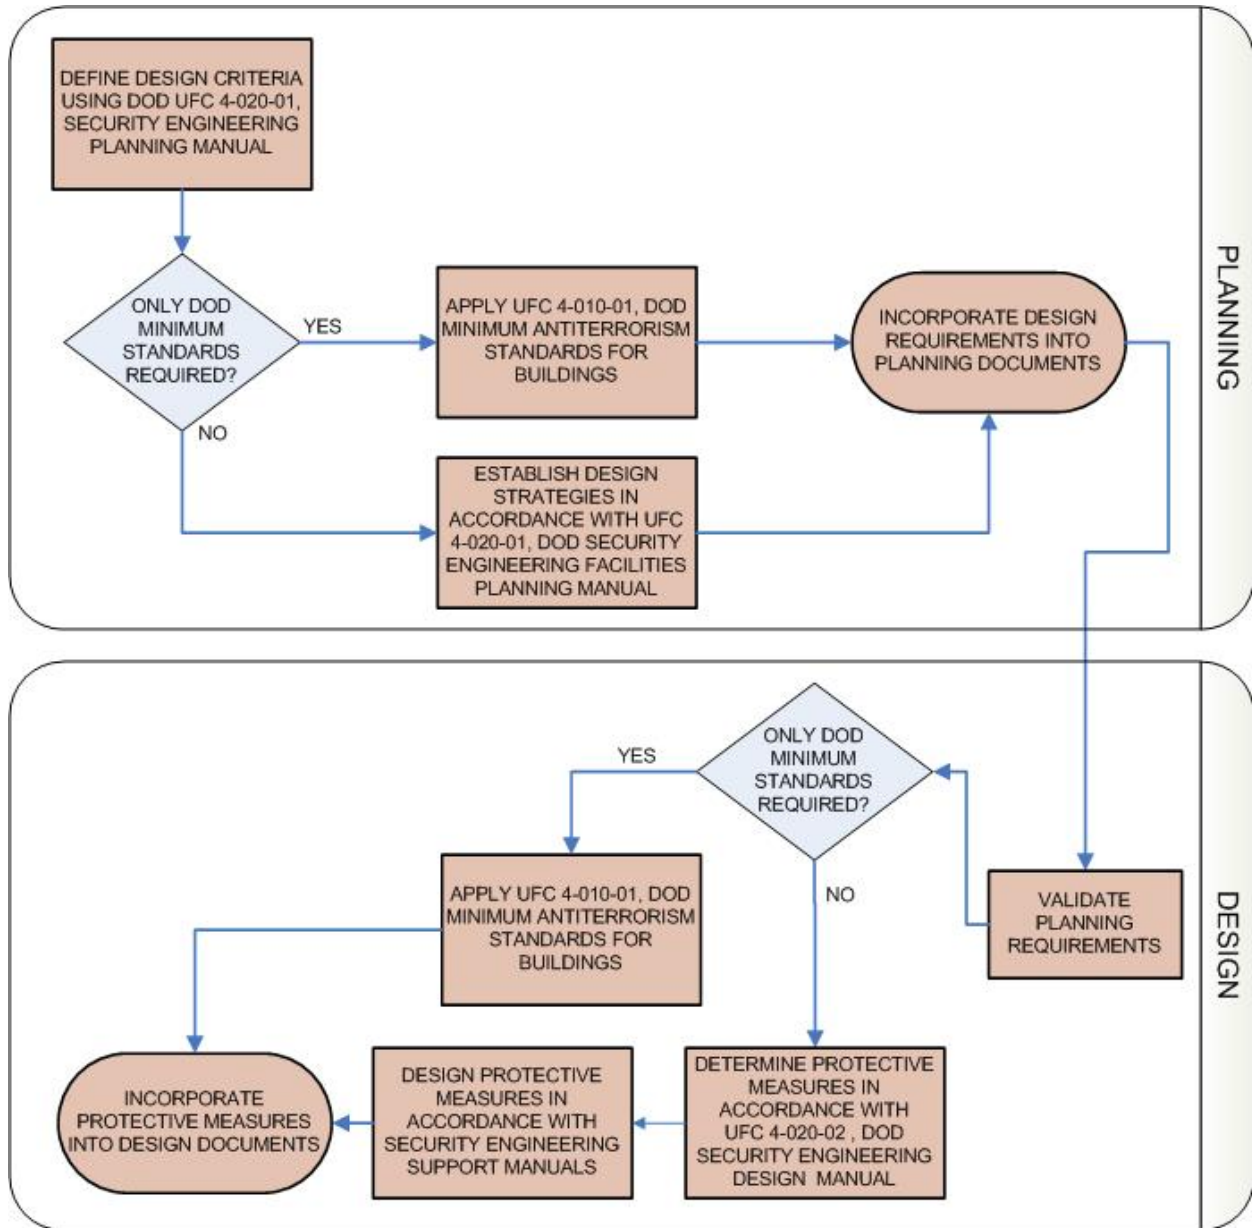 DEFINE DESIGN CRITERIA
USING DOD UFC 4-020-01,
SECURITY ENGINEERING
PLANNING MANUAL
ONLY DOD
MINIMUM
STANDARDS
REQUIRED?
YES
NO
APPLY UFC 4-010-01, DOD
MINIMUM ANTITERRORISM
STANDARDS FOR
BUILDINGS
INCORPORATE DESIGN
REQUIREMENTS INTO
PLANNING DOCUMENTS
ESTABLISH DESIGN
STRATEGIES IN
ACCORDANCE WITH UFC
4-020-01, DOD SECURITY
ENGINEERING FACILITIES
PLANNING MANUAL
PLANNING
ONLY DOD
MINIMUM
STANDARDS
REQUIRED?
YES
NO
APPLY UFC 4-010-01, DOD
MINIMUM ANTITERRORISM
STANDARDS FOR
BUILDINGS
VALIDATE
PLANNING
REQUIREMENTS
INCORPORATE
PROTECTIVE MEASURES
INTO DESIGN DOCUMENTS
DESIGN PROTECTIVE
MEASURES IN
ACCORDANCE WITH
SECURITY ENGINEERING
SUPPORT MANUALS
DETERMINE PROTECTIVE
MEASURES IN
ACCORDANCE WITH
UFC 4-020-02 , DOD
SECURITY ENGINEERING
DESIGN MANUAL
DESIGN